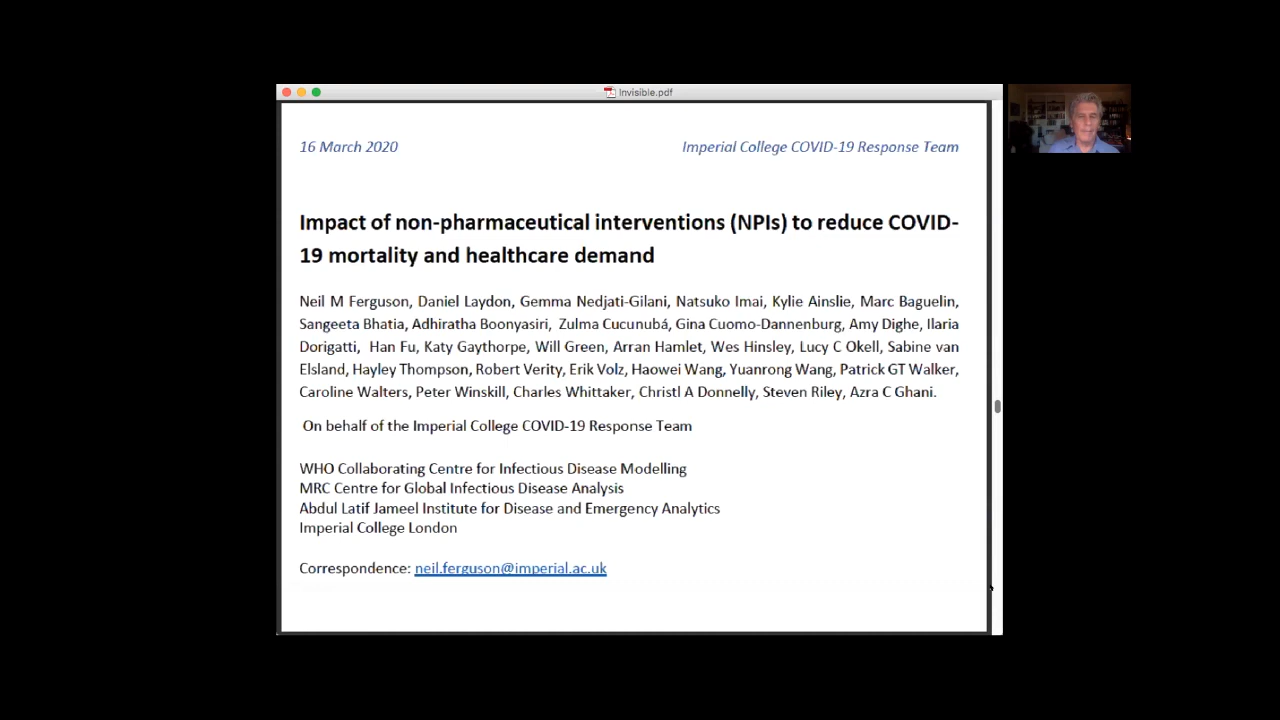 Invisible.pdf
16 March 2020 Imperial College COVID-19 Response Team
Impact of non-pharmaceutical interventions (NPIs) to reduce COVID-
19 mortality and healthcare demand
Neil M Ferguson, Daniel Laydon, Gemma Nedjati-Gilani, Natsuko Imai, Kylie Ainslie, Marc Baguelin,
Sangeeta Bhatia, Adhiratha Boonyasiri, Zulma Cucunubá, Gina Cuomo-Dannenburg, Amy Dighe, Ilaria
Dorigatti, Han Fu, Katy Gaythorpe, Will Green, Arran Hamlet, Wes Hinsley, Lucy C Okell, Sabine van
Elsland, Hayley Thompson, Robert Verity, Erik Volz, Haowei Wang, Yuanrong Wang, Patrick GT Walker,
Caroline Walters, Peter Winskill, Charles Whittaker, Christl A Donnelly, Steven Riley, Azra C Ghani.
On behalf of the Imperial College COVID-19 Response Team
WHO Collaborating Centre for Infectious Disease Modelling
MRC Centre for Global Infectious Disease Analysis
Abdul Latif Jameel Institute for Disease and Emergency Analytics
Imperial College London
Correspondence: neil.ferguson@imperial.ac.uk